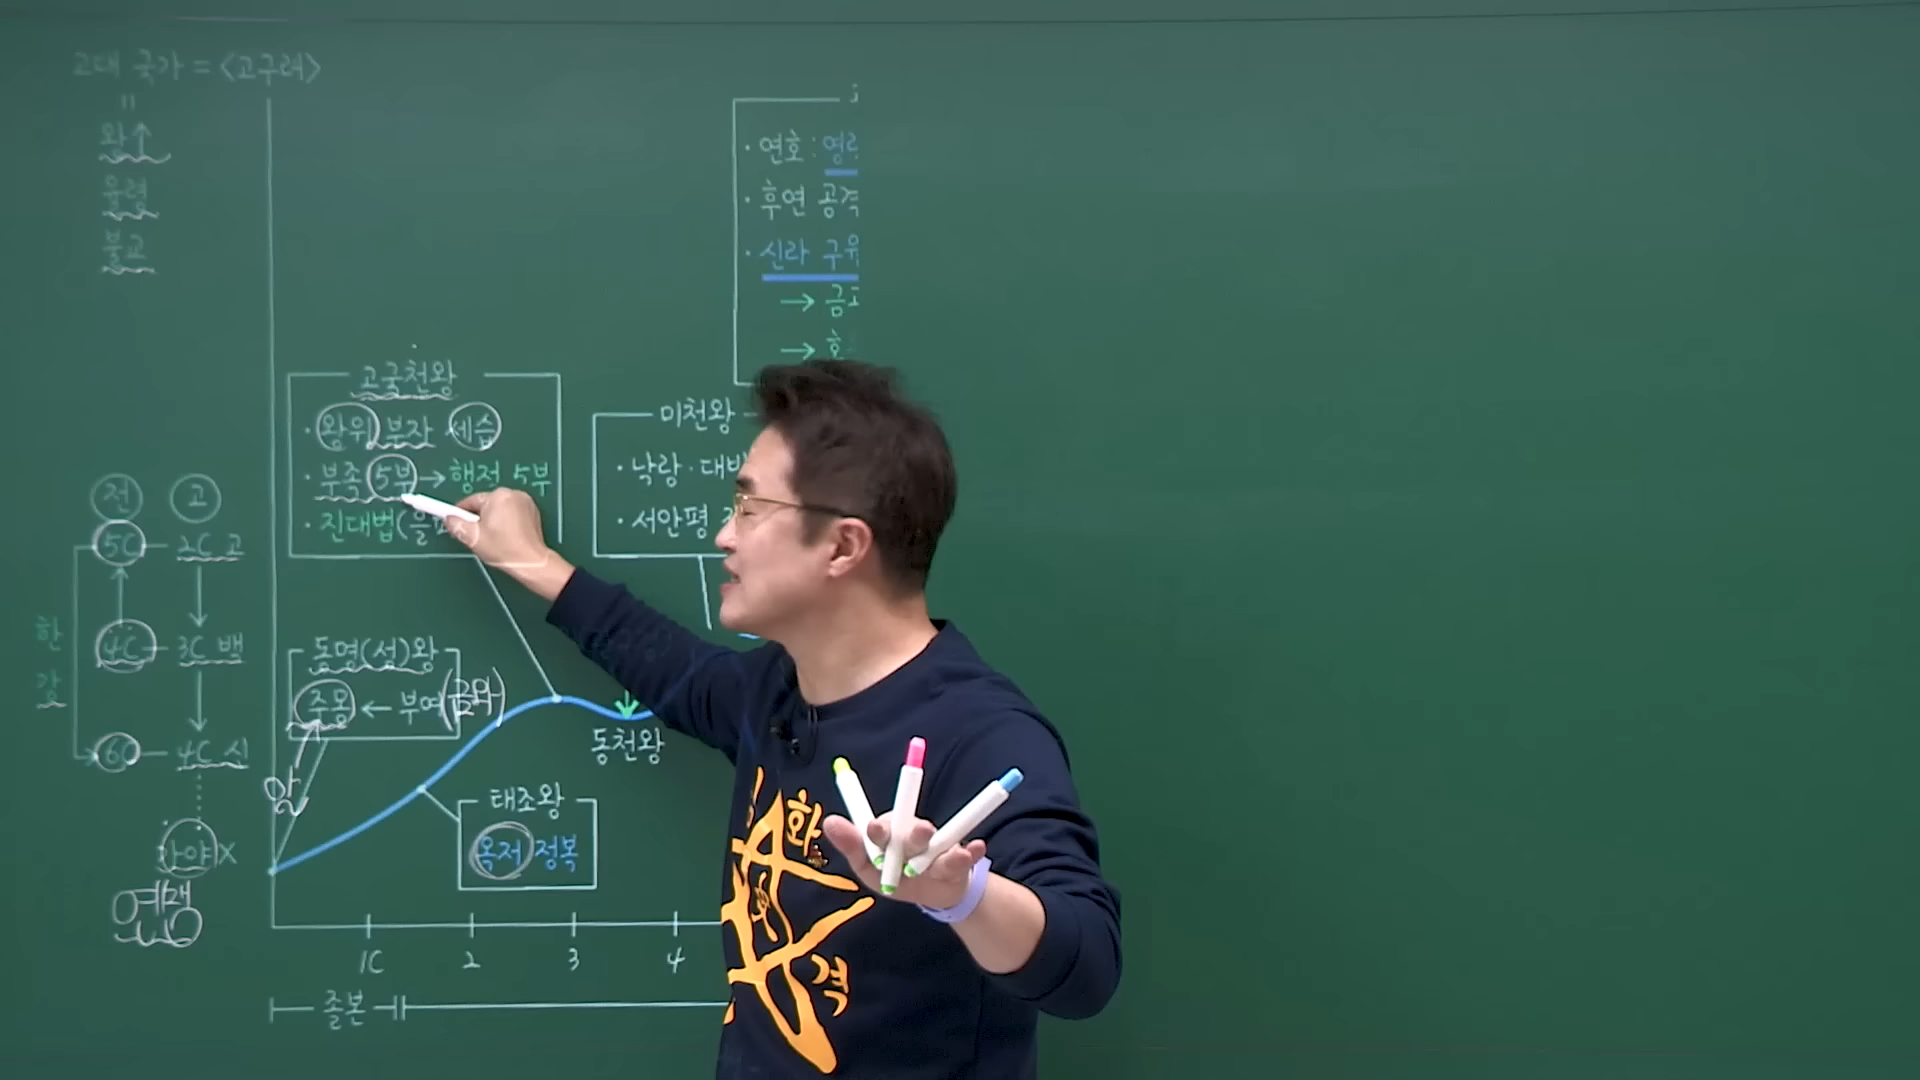 고대 국가 = <고구려>
=
왕↑
율령
불교
· 연호 :
· 후연 공격
· 신라
→
→
고국천왕
· 왕위 부자 세습
· 부족 5부 → 행정 5부
· 진대법(을
미천왕
· 낙랑 · 대방
· 서안평
전 고
5C 2C 고
4C 3C 백
6C 4C 신
한강
가야 X
연맹
동명(성)왕
주몽 ← 부여(금와)
알
동천왕
태조왕
옥저 정복
1C 2 3 4
졸본
화
격